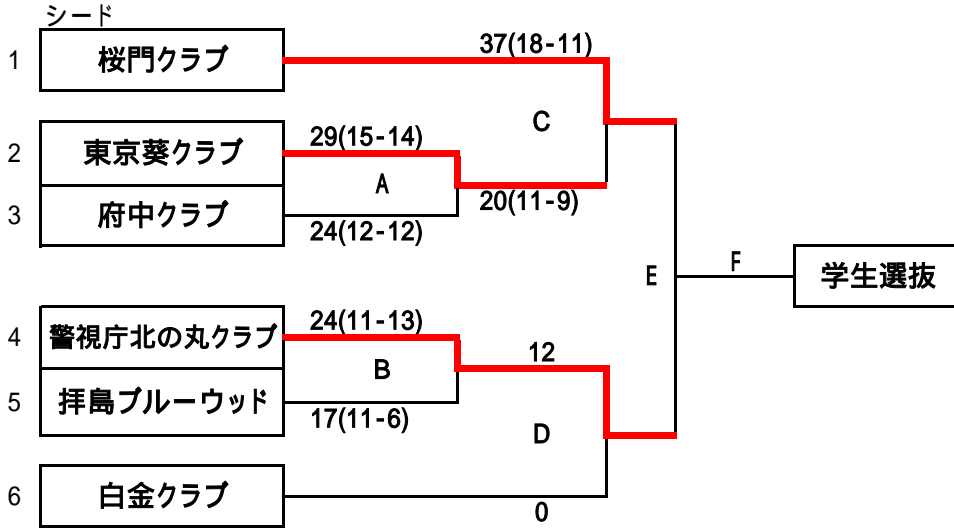 シード
1
桜門クラブ
37(18-11)
C
2
東京葵クラブ
29(15-14)
A
3
府中クラブ
24(12-12)
20(11-9)
E
F
学生選抜
4
警視庁北の丸クラブ
24(11-13)
B
12
5
拝島ブルーウッド
17(11-6)
D
6
白金クラブ
0